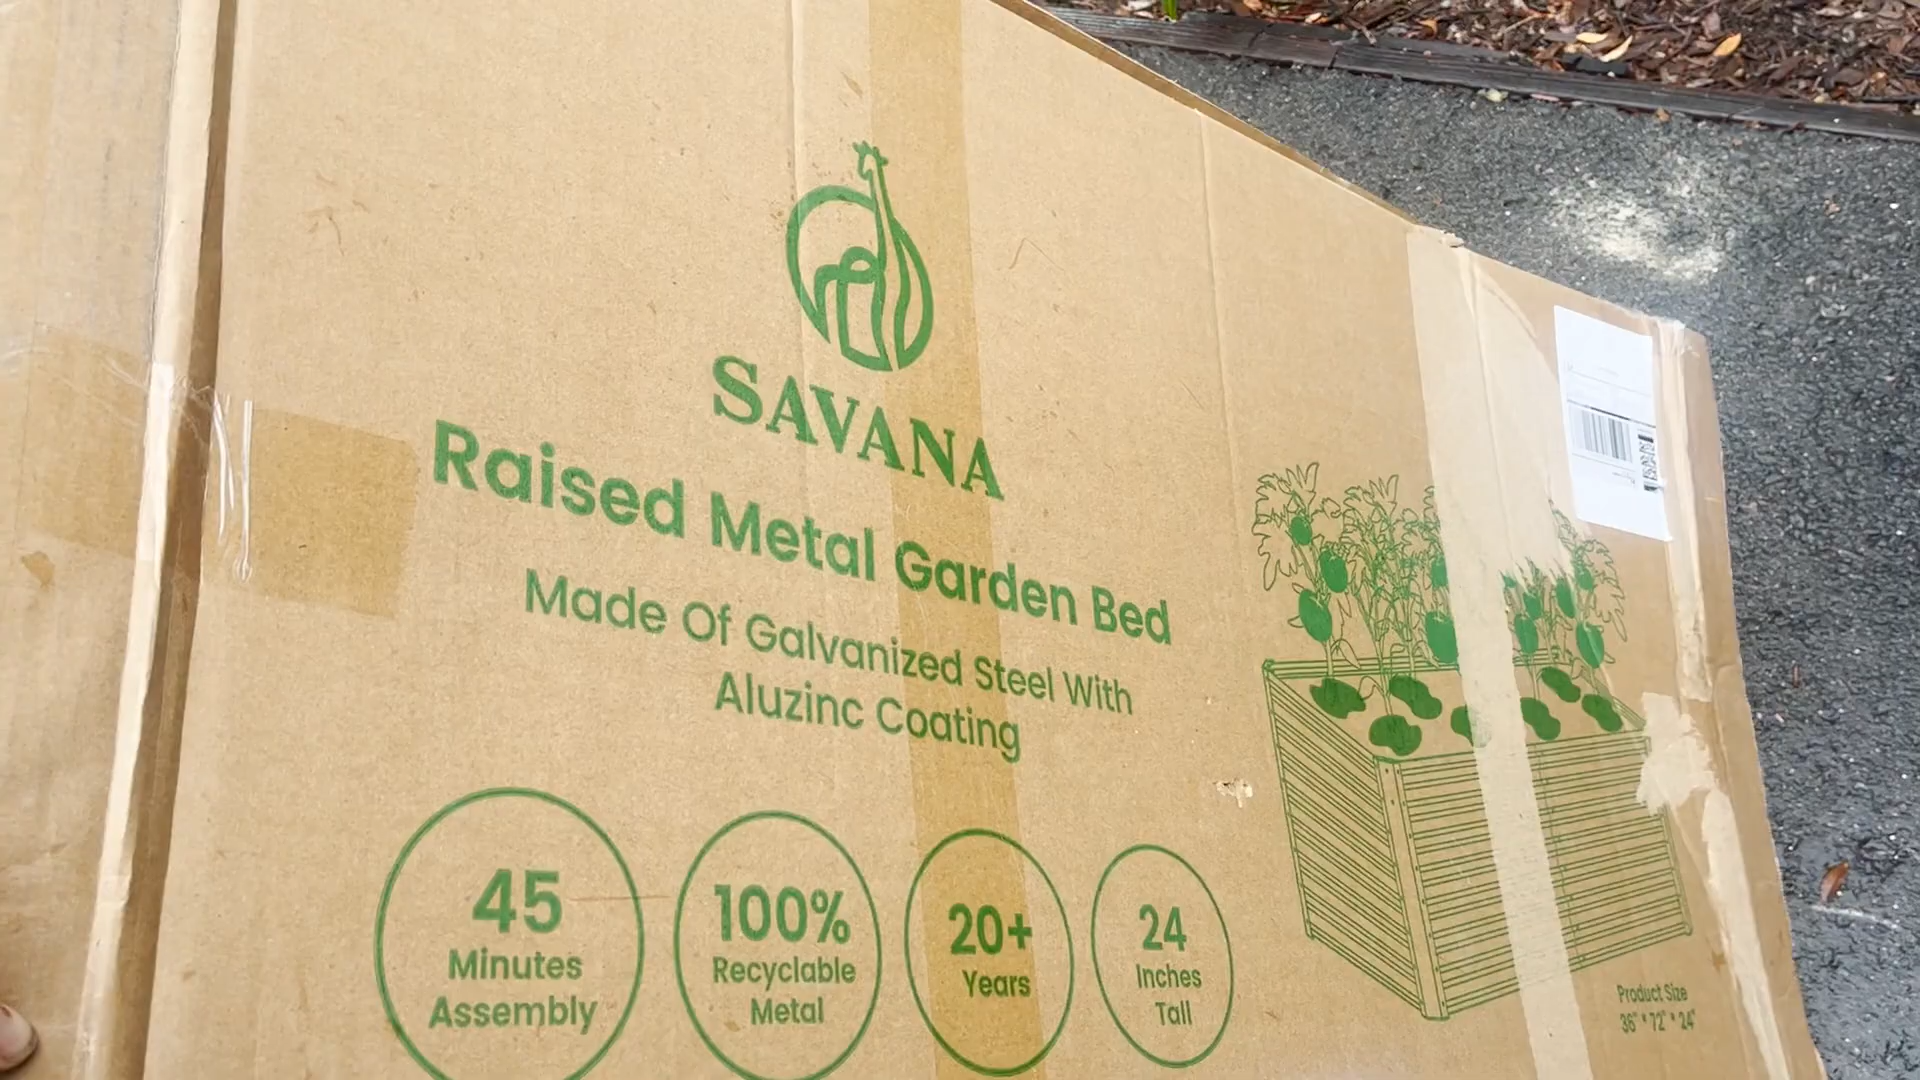 SAVANA
Raised Metal Garden Bed
Made Of Galvanized Steel With
Aluzinc Coating
45
Minutes
Assembly
100%
Recyclable
Metal
20+
Years
24
Inches
Tall
Product Size
36" * 72" * 24"